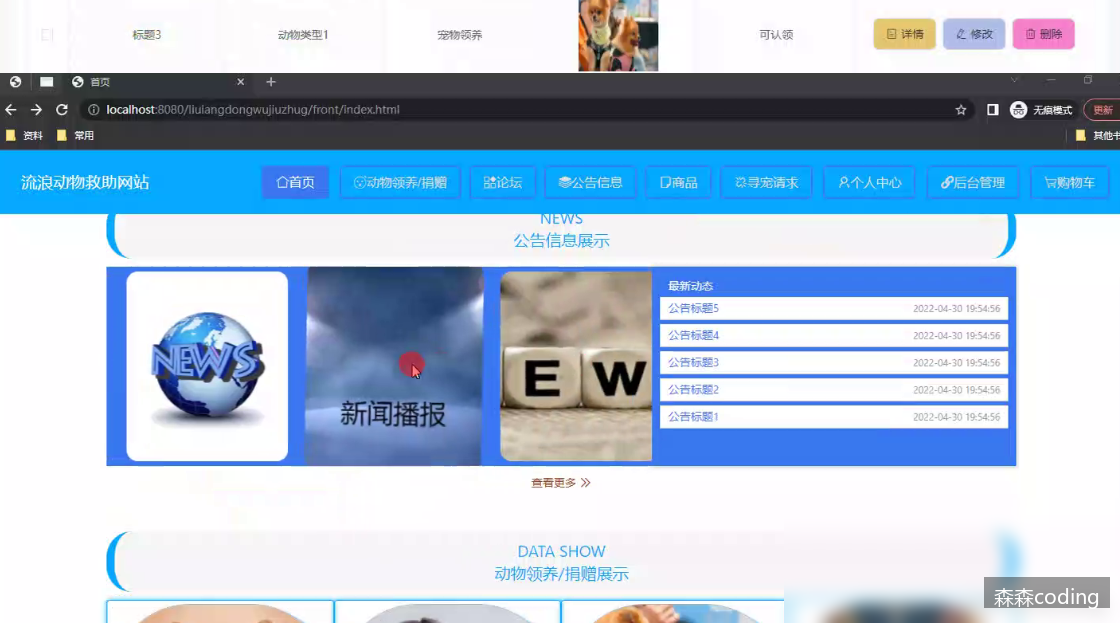 标题3 动物类型1 宠物领养 可认领 详情 修改 删除
首页
localhost:8080/liulangdongwujiuzhug/front/index.html 无痕模式 更新
资料 常用 其他书
流浪动物救助网站 首页 动物领养/捐赠 论坛 公告信息 商品 寻宠请求 个人中心 后台管理 购物车
NEWS
公告信息展示
NEWS
新闻播报
E W
最新动态
公告标题5 2022-04-30 19:54:56
公告标题4 2022-04-30 19:54:56
公告标题3 2022-04-30 19:54:56
公告标题2 2022-04-30 19:54:56
公告标题1 2022-04-30 19:54:56
查看更多
DATA SHOW
动物领养/捐赠展示
森森coding